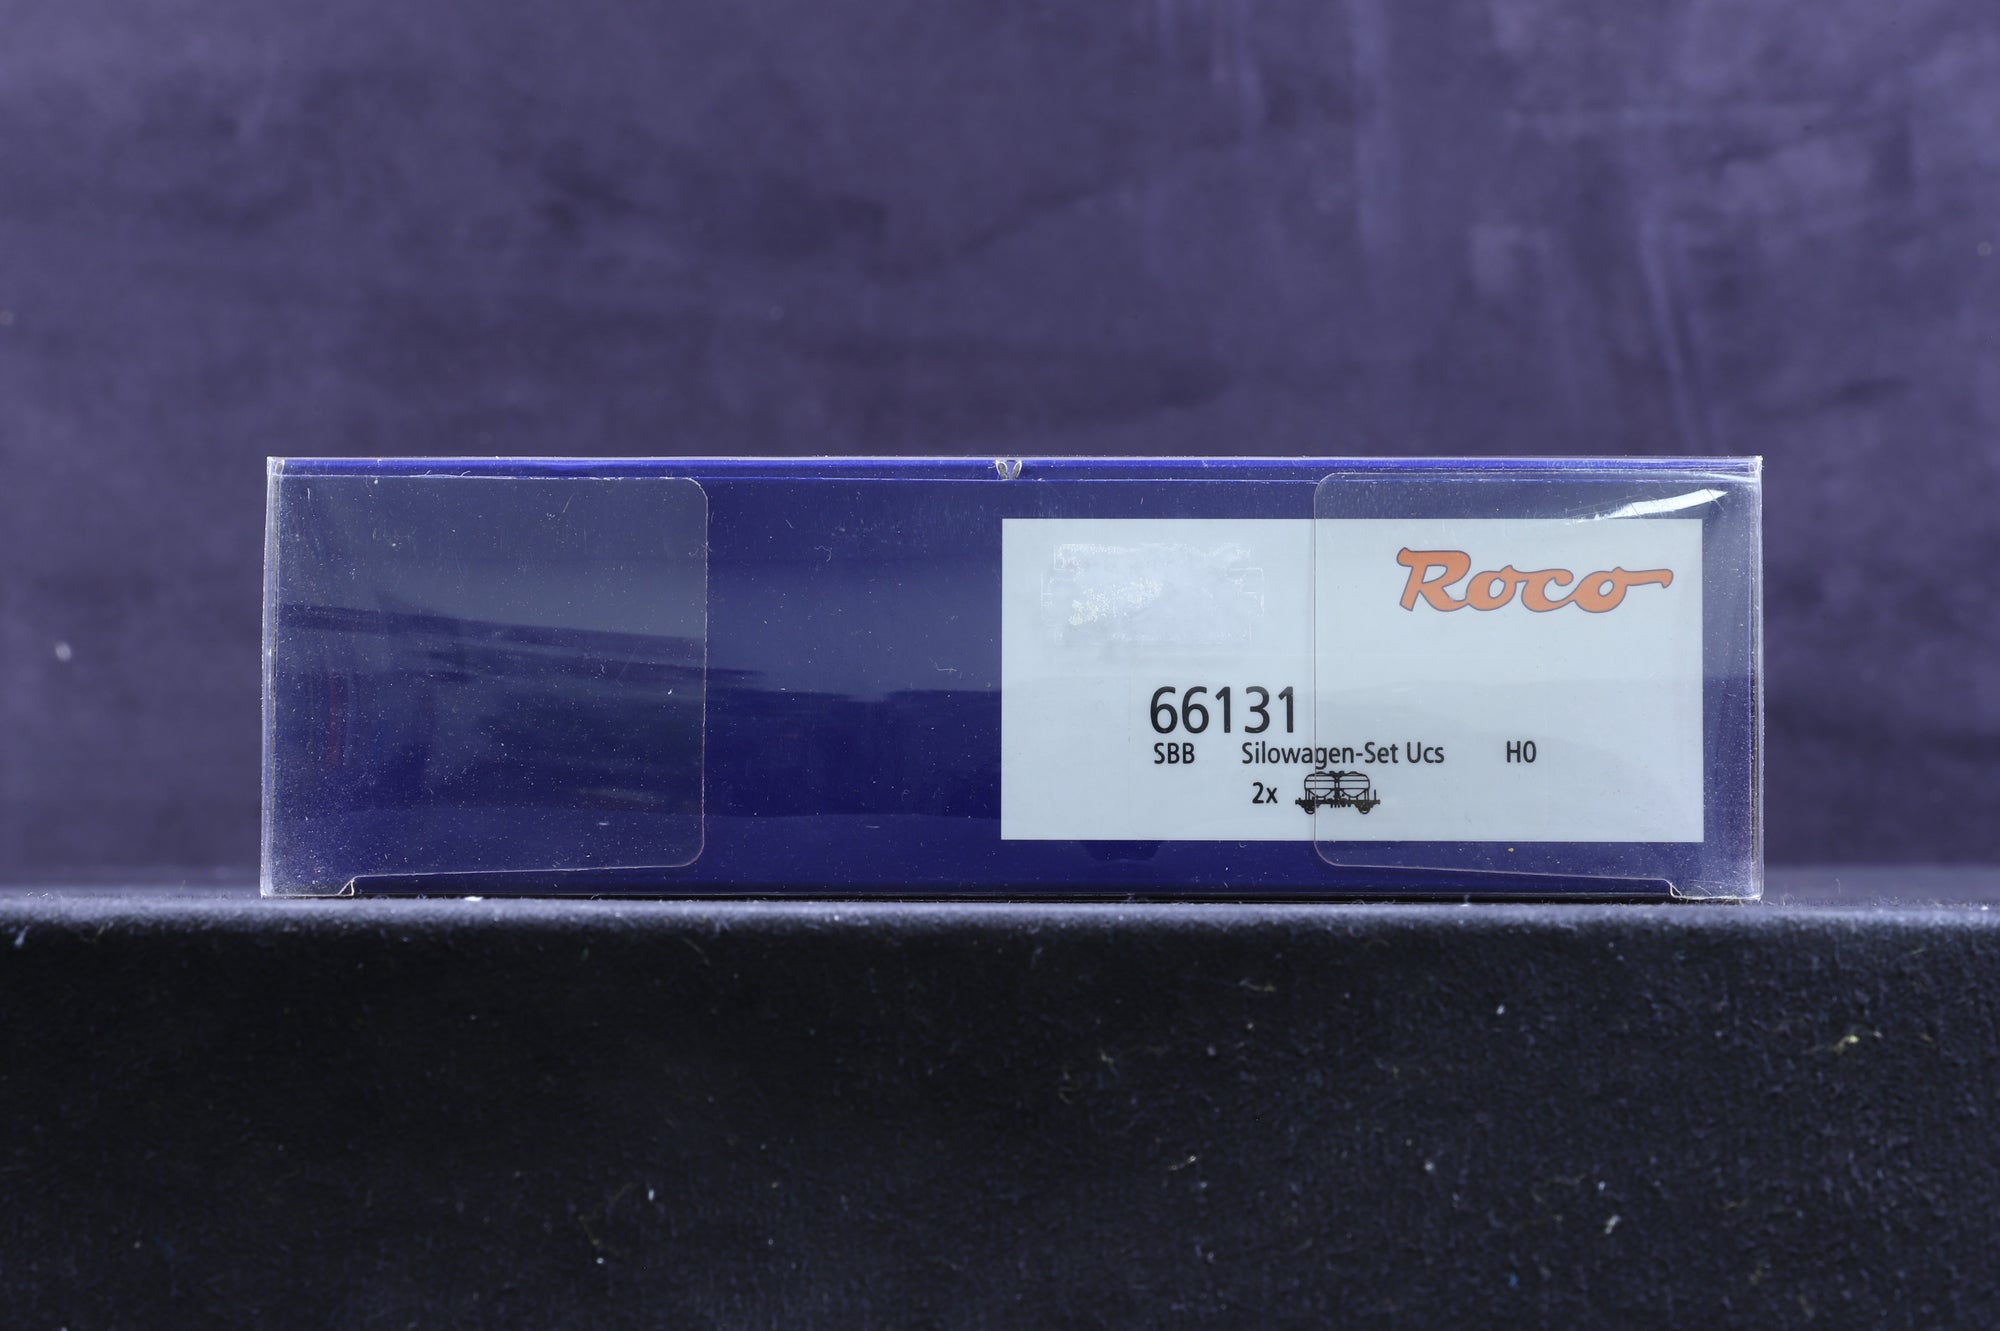 Roco
66131
SBB Silowagen-Set Ucs H0
2x